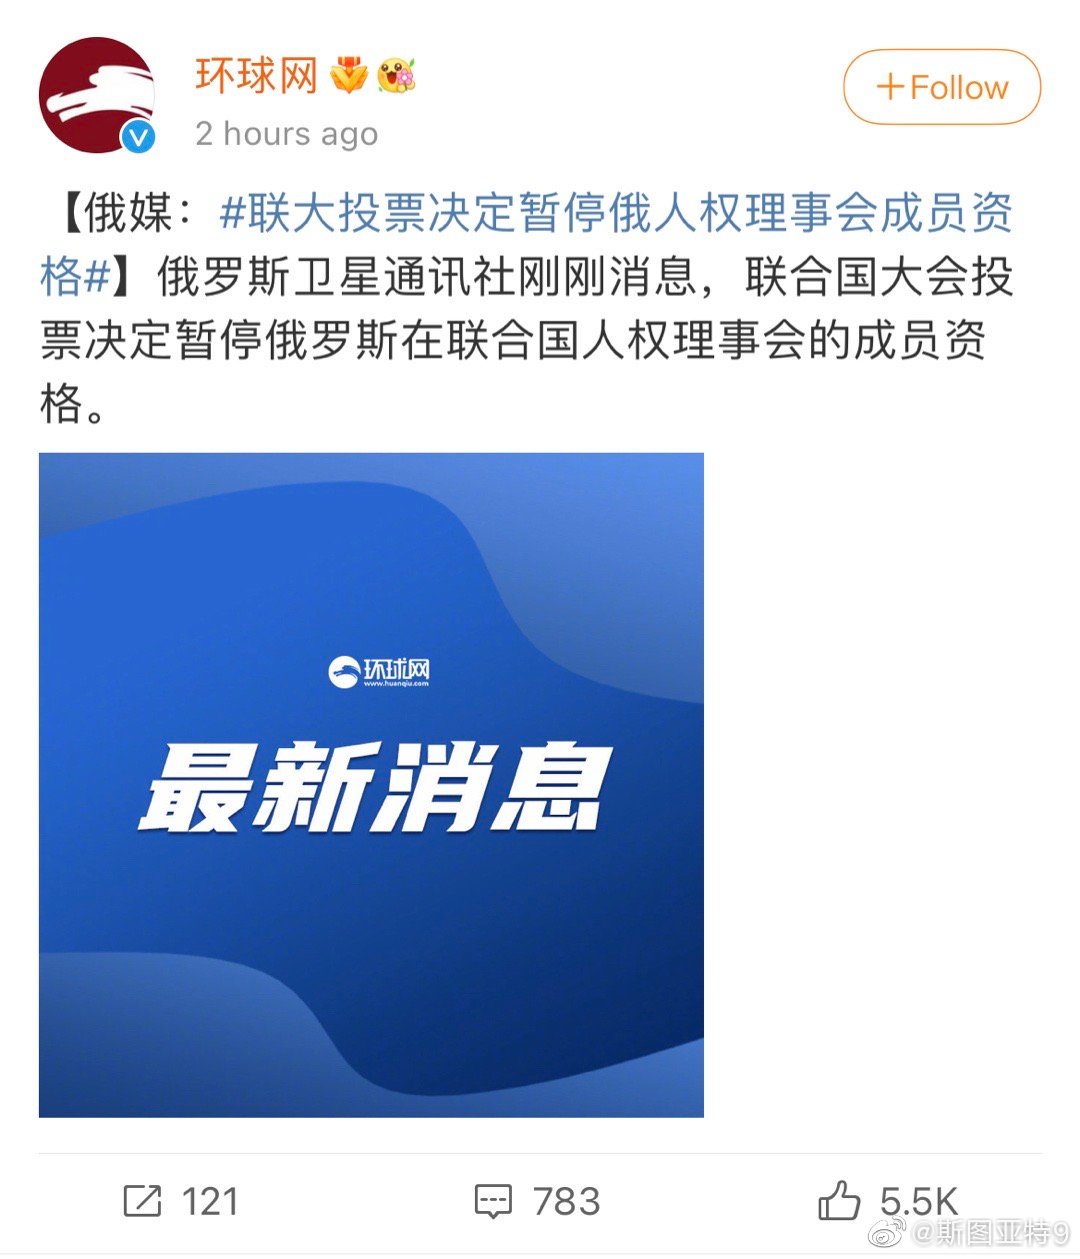 环球网
2 hours ago
+Follow
【俄媒：#联大投票决定暂停俄人权理事会成员资
格#】俄罗斯卫星通讯社刚刚消息，联合国大会投
票决定暂停俄罗斯在联合国人权理事会的成员资
格。
环球网
www.huanqiu.com
最新消息
121
783
5.5K
@斯图亚特9